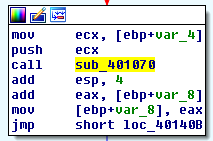 mov ecx, [ebp+var_4]
push ecx
call sub_401070
add esp, 4
add eax, [ebp+var_8]
mov [ebp+var_8], eax
jmp short loc_40140B